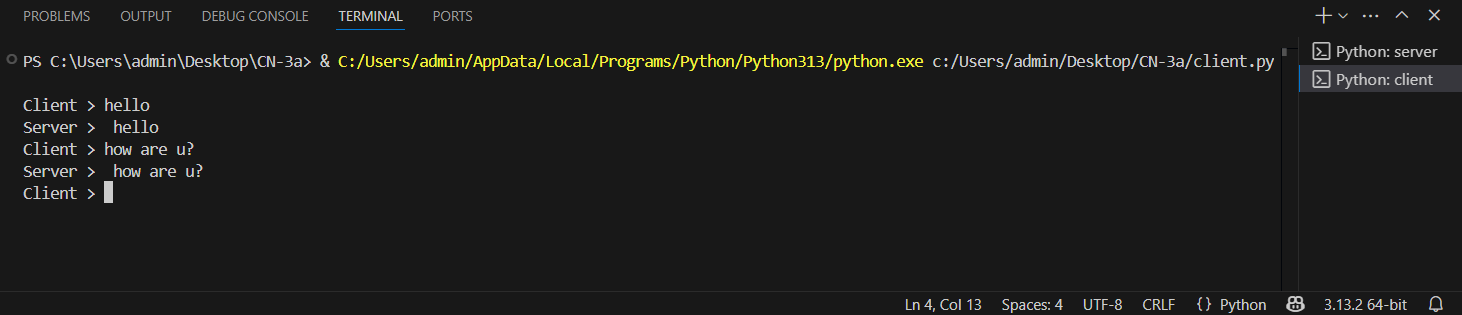 PROBLEMS OUTPUT DEBUG CONSOLE TERMINAL PORTS
PS C:\Users\admin\Desktop\CN-3a> & C:/Users/admin/AppData/Local/Programs/Python/Python313/python.exe c:/Users/admin/Desktop/CN-3a/client.py
Client > hello
Server >  hello
Client > how are u?
Server >  how are u?
Client >
Python: server
Python: client
Ln 4, Col 13 Spaces: 4 UTF-8 CRLF {} Python 3.13.2 64-bit